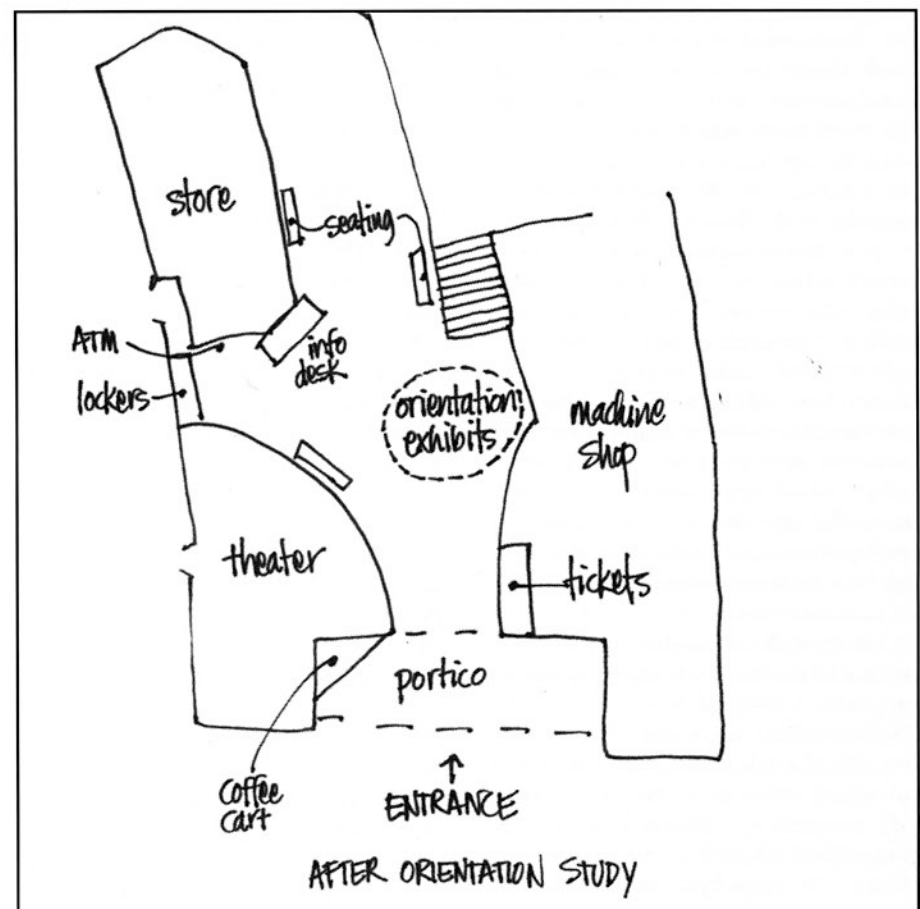 store
seating
ATM
info
desk
lockers
orientation
exhibits
machine
shop
theater
tickets
portico
coffee
cart
ENTRANCE
AFTER ORIENTATION STUDY